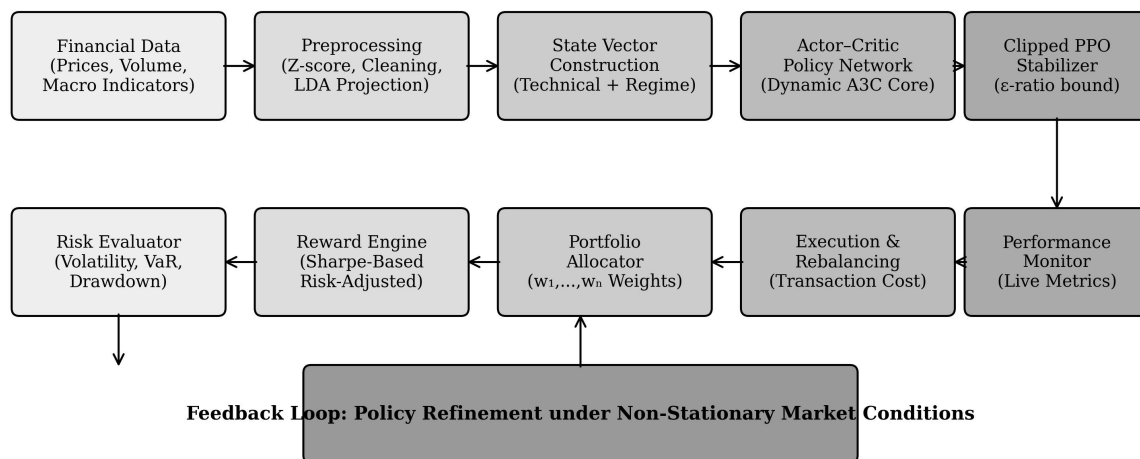 Financial Data
(Prices, Volume,
Macro Indicators)
Preprocessing
(Z-score, Cleaning,
LDA Projection)
State Vector
Construction
(Technical + Regime)
Actor–Critic
Policy Network
(Dynamic A3C Core)
Clipped PPO
Stabilizer
(ε-ratio bound)
Risk Evaluator
(Volatility, VaR,
Drawdown)
Reward Engine
(Sharpe-Based
Risk-Adjusted)
Portfolio
Allocator
(w₁,...,wₙ Weights)
Execution &
Rebalancing
(Transaction Cost)
Performance
Monitor
(Live Metrics)
Feedback Loop: Policy Refinement under Non-Stationary Market Conditions